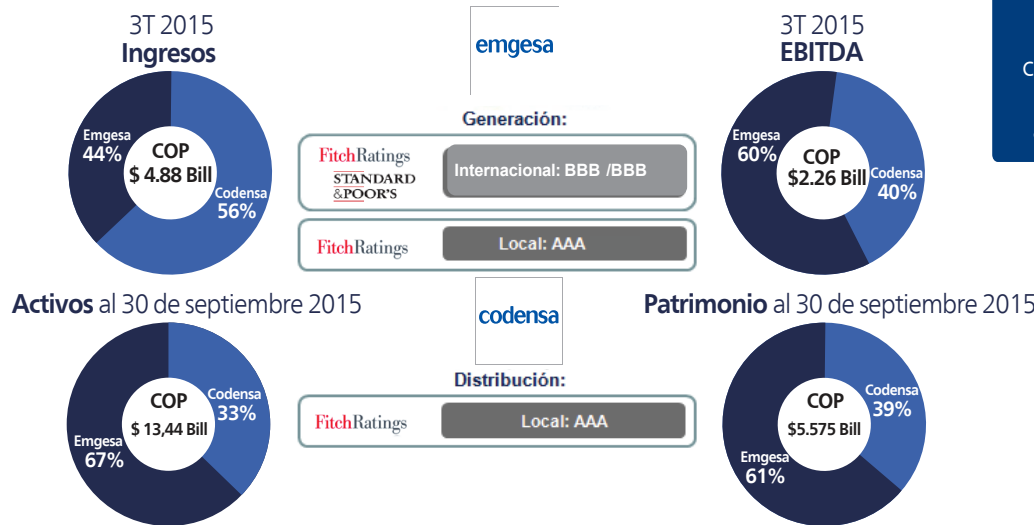 3T 2015
Ingresos
Emgesa
44%
COP
$ 4.88 Bill
Codensa
56%
emgesa
Generación:
FitchRatings
STANDARD
&POOR'S
Internacional: BBB /BBB
FitchRatings
Local: AAA
3T 2015
EBITDA
Emgesa
60%
COP
$2.26 Bill
Codensa
40%
C
Activos al 30 de septiembre 2015
Codensa
33%
COP
$ 13,44 Bill
Emgesa
67%
codensa
Distribución:
FitchRatings
Local: AAA
Patrimonio al 30 de septiembre 2015
Codensa
39%
COP
$5.575 Bill
Emgesa
61%